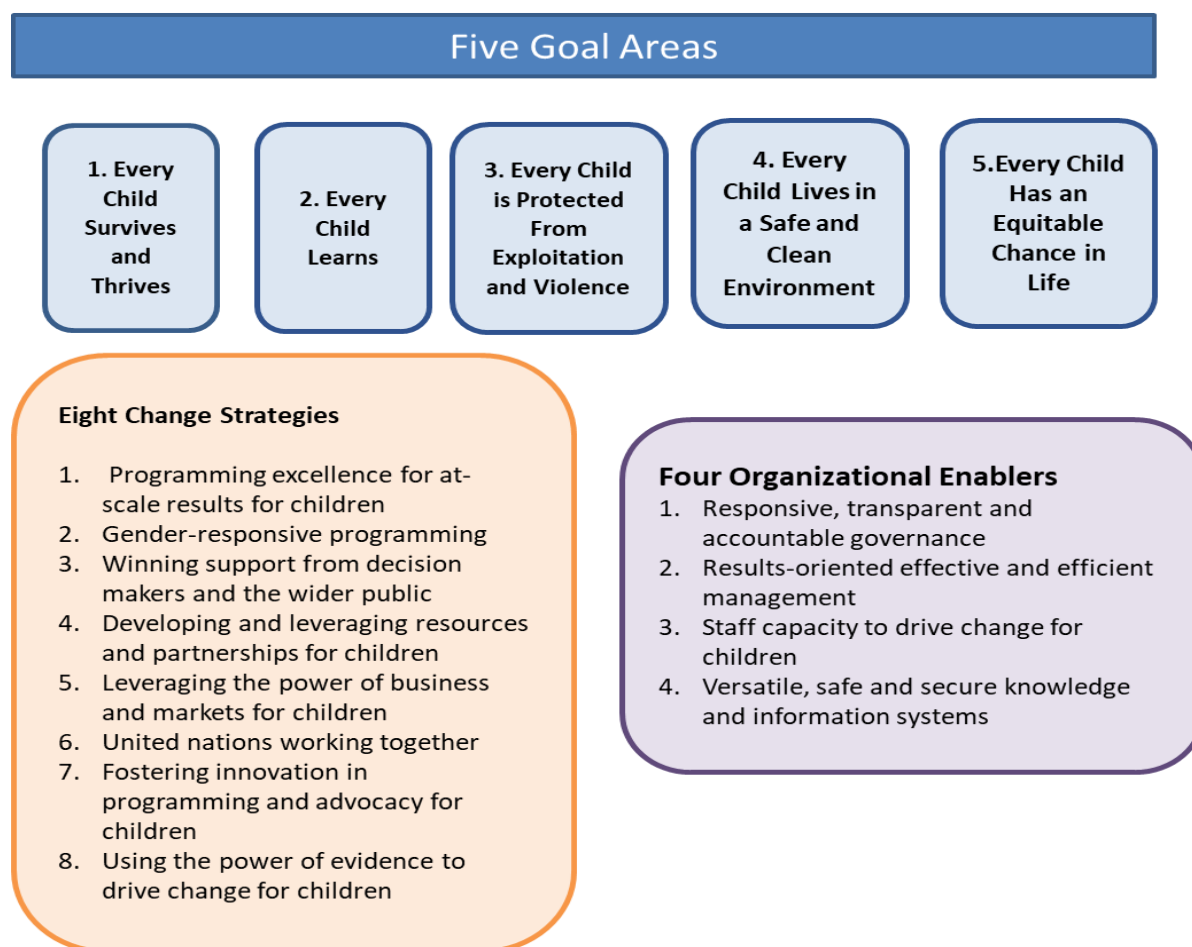 Five Goal Areas
1. Every
Child
Survives
and
Thrives
2. Every
Child
Learns
3. Every Child
is Protected
From
Exploitation
and Violence
4. Every
Child Lives in
a Safe and
Clean
Environment
5.Every Child
Has an
Equitable
Chance in
Life
Eight Change Strategies
1. Programming excellence for at-
scale results for children
2. Gender-responsive programming
3. Winning support from decision
makers and the wider public
4. Developing and leveraging resources
and partnerships for children
5. Leveraging the power of business
and markets for children
6. United nations working together
7. Fostering innovation in
programming and advocacy for
children
8. Using the power of evidence to
drive change for children
Four Organizational Enablers
1. Responsive, transparent and
accountable governance
2. Results-oriented effective and efficient
management
3. Staff capacity to drive change for
children
4. Versatile, safe and secure knowledge
and information systems